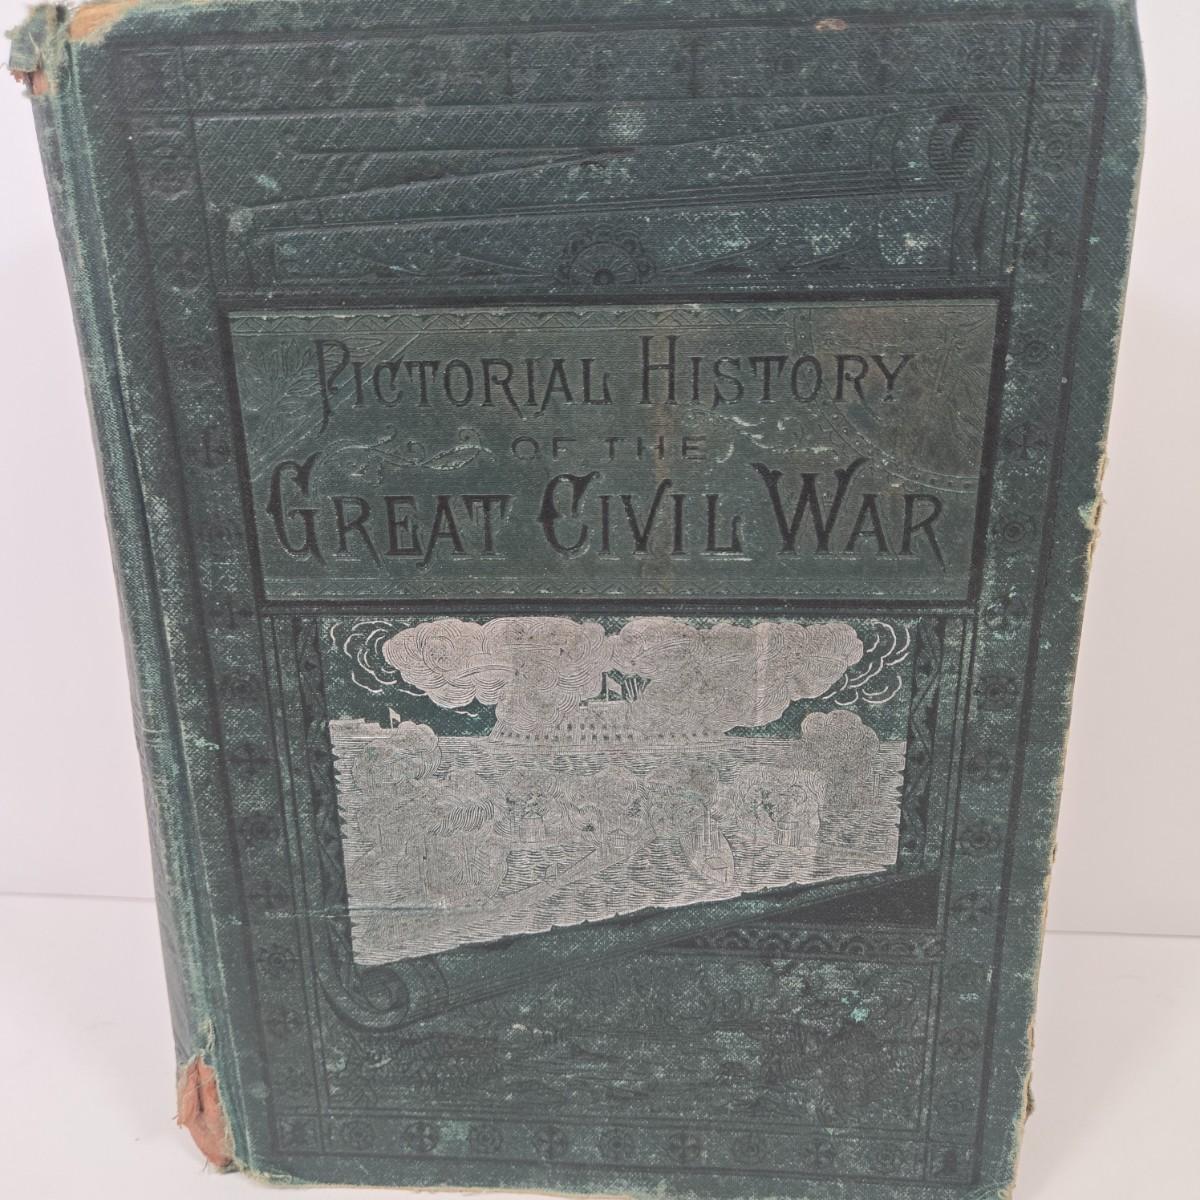 PICTORIAL HISTORY
OF THE
GREAT CIVIL WAR